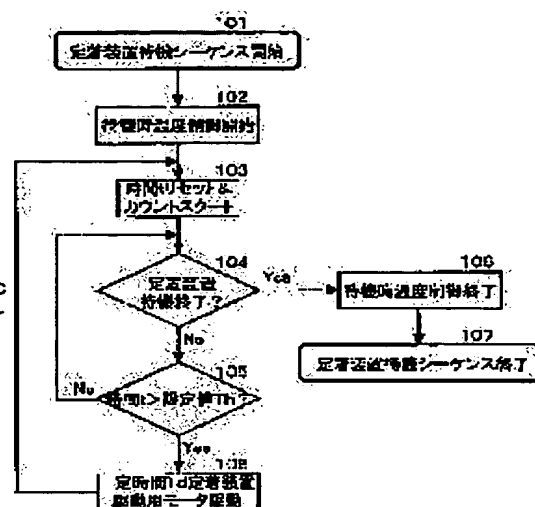 101
定着装置待機シーケンス開始
102
待機時温度制御開始
103
時間tリセット&
カウントスタート
104
定着装置
待機終了?
Yes
No
105
時間t>設定値Th?
No
Yes
108
定時間Td定着装置
駆動用モータ駆動
106
待機時温度制御終了
107
定着装置待機シーケンス終了